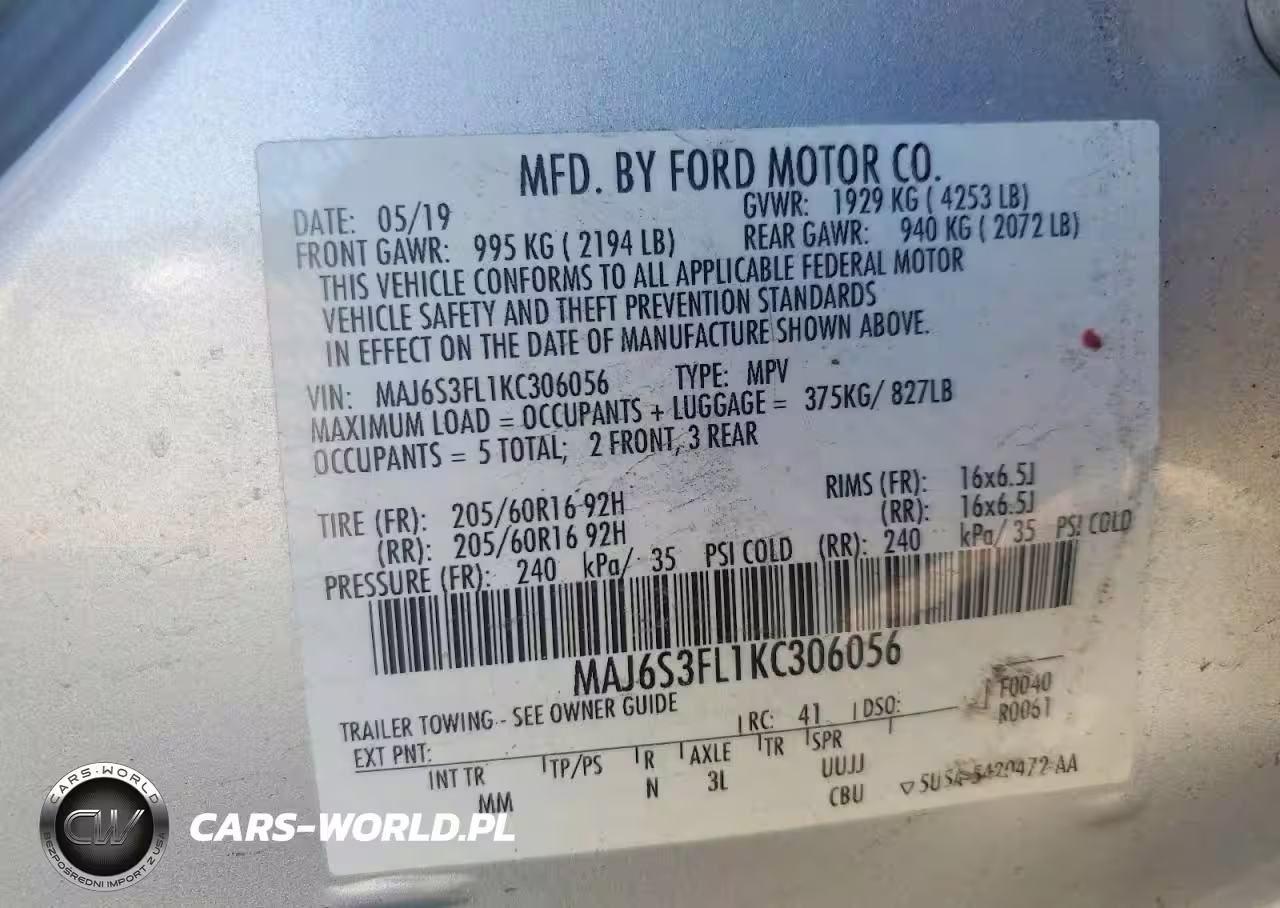 MFD. BY FORD MOTOR CO.
DATE: 05/19 GVWR: 1929 KG ( 4253 LB)
FRONT GAWR: 995 KG ( 2194 LB) REAR GAWR: 940 KG ( 2072 LB)
THIS VEHICLE CONFORMS TO ALL APPLICABLE FEDERAL MOTOR
VEHICLE SAFETY AND THEFT PREVENTION STANDARDS
IN EFFECT ON THE DATE OF MANUFACTURE SHOWN ABOVE.
VIN: MAJ6S3FL1KC306056 TYPE: MPV
MAXIMUM LOAD = OCCUPANTS + LUGGAGE = 375KG/ 827LB
OCCUPANTS = 5 TOTAL; 2 FRONT, 3 REAR
TIRE (FR): 205/60R16 92H RIMS (FR): 16x6.5J
(RR): 205/60R16 92H (RR): 16x6.5J
PRESSURE (FR): 240 kPa/ 35 PSI COLD (RR): 240 kPa/ 35 PSI COLD
MAJ6S3FL1KC306056
TRAILER TOWING - SEE OWNER GUIDE
EXT PNT: RC: 41 DSO: F0040
R0061
INT TR TP/PS R AXLE TR SPR
MM N 3L UUJJ
CBU
CARS-WORLD
CW
BEZPOŚREDNI IMPORT Z USA
CARS-WORLD.PL